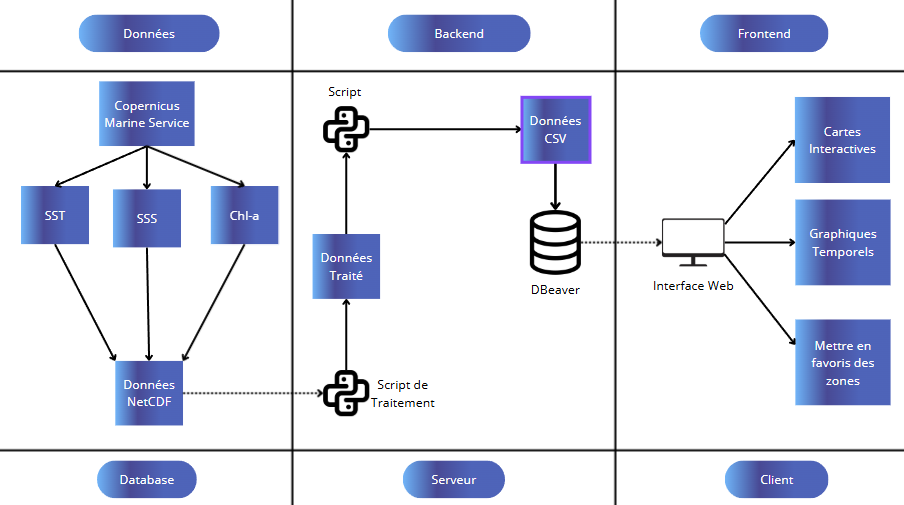 Données
Backend
Frontend
Copernicus
Marine Service
SST
SSS
Chl-a
Données
NetCDF
Script
Données
CSV
Données
Traité
DBeaver
Script de
Traitement
Cartes
Interactives
Graphiques
Temporels
Interface Web
Mettre en
favoris des
zones
Database
Serveur
Client